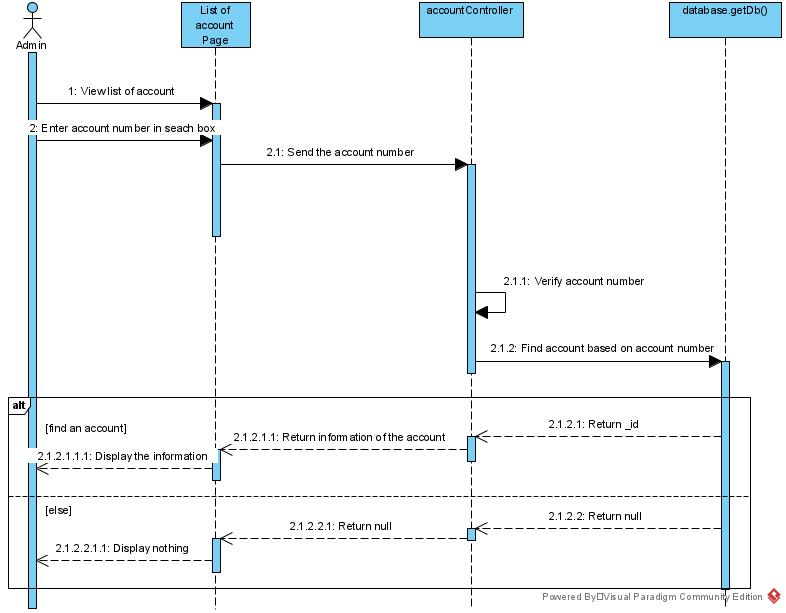 List of
account
Page
accountController
database.getDb()
Admin
1: View list of account
2: Enter account number in seach box
2.1: Send the account number
2.1.1: Verify account number
2.1.2: Find account based on account number
alt
[find an account]
2.1.2.1: Return _id
2.1.2.1.1: Return information of the account
2.1.2.1.1.1: Display the information
[else]
2.1.2.2: Return null
2.1.2.2.1: Return null
2.1.2.2.1.1: Display nothing
Powered By Visual Paradigm Community Edition